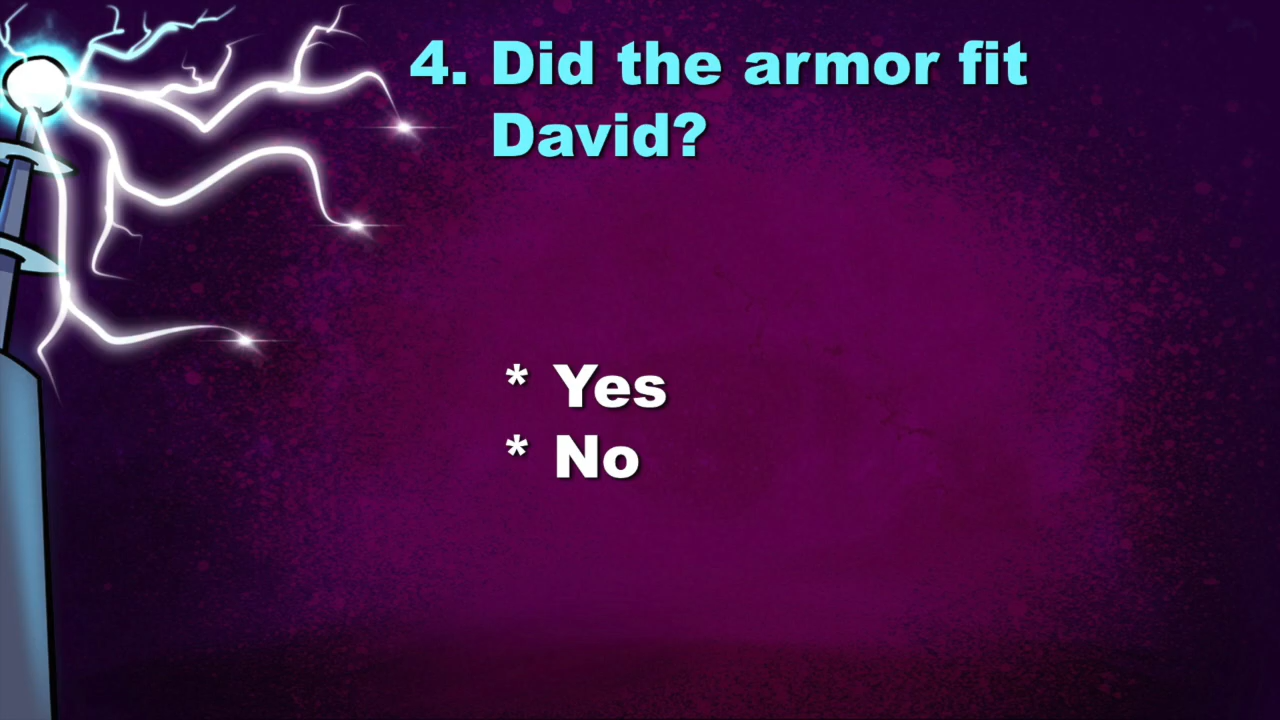 4. Did the armor fit
David?
* Yes
* No